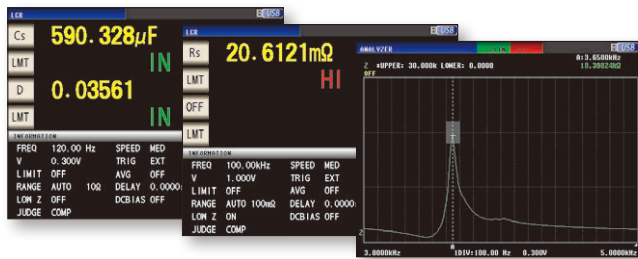 LCR
USB
Cs 590.328μF
LMT IN
D 0.03561
LMT IN
INFORMATION
FREQ 120.00 Hz SPEED MED
V 0.300V TRIG EXT
LIMIT OFF AVG OFF
RANGE AUTO 10Ω DELAY 0.0000
LOW Z OFF DCBIAS OFF
JUDGE COMP
LCR
USB
Rs 20.6121mΩ
LMT HI
OFF
LMT
INFORMATION
FREQ 100.00kHz SPEED MED
V 1.000V TRIG EXT
LIMIT OFF AVG OFF
RANGE AUTO 100mΩ DELAY 0.0000
LOW Z ON DCBIAS OFF
JUDGE COMP
ANALYZER
USB
Z *UPPER: 30.000k LOWER: 0.0000
OFF
A:3.6500kHz
18.38824kΩ
Z
3.0000kHz 1DIV:100.00 Hz 0.300V 5.0000kHz